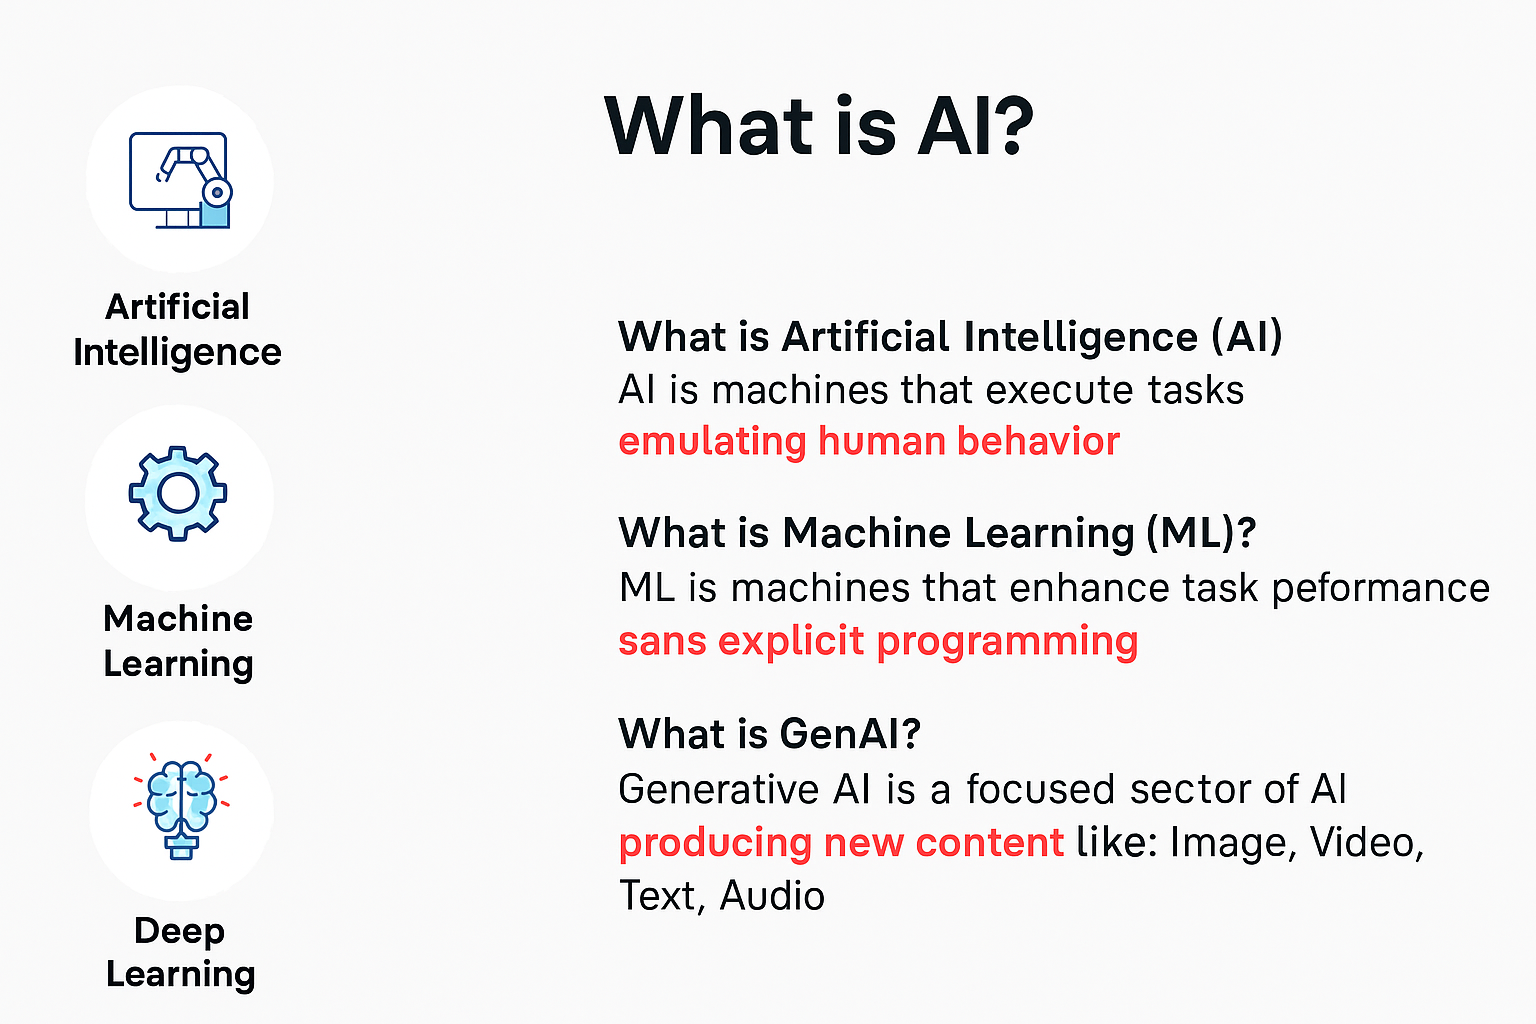 What is AI?
Artificial
Intelligence
Machine
Learning
Deep
Learning
What is Artificial Intelligence (AI)
AI is machines that execute tasks
emulating human behavior
What is Machine Learning (ML)?
ML is machines that enhance task peformance
sans explicit programming
What is GenAI?
Generative AI is a focused sector of AI
producing new content like: Image, Video,
Text, Audio